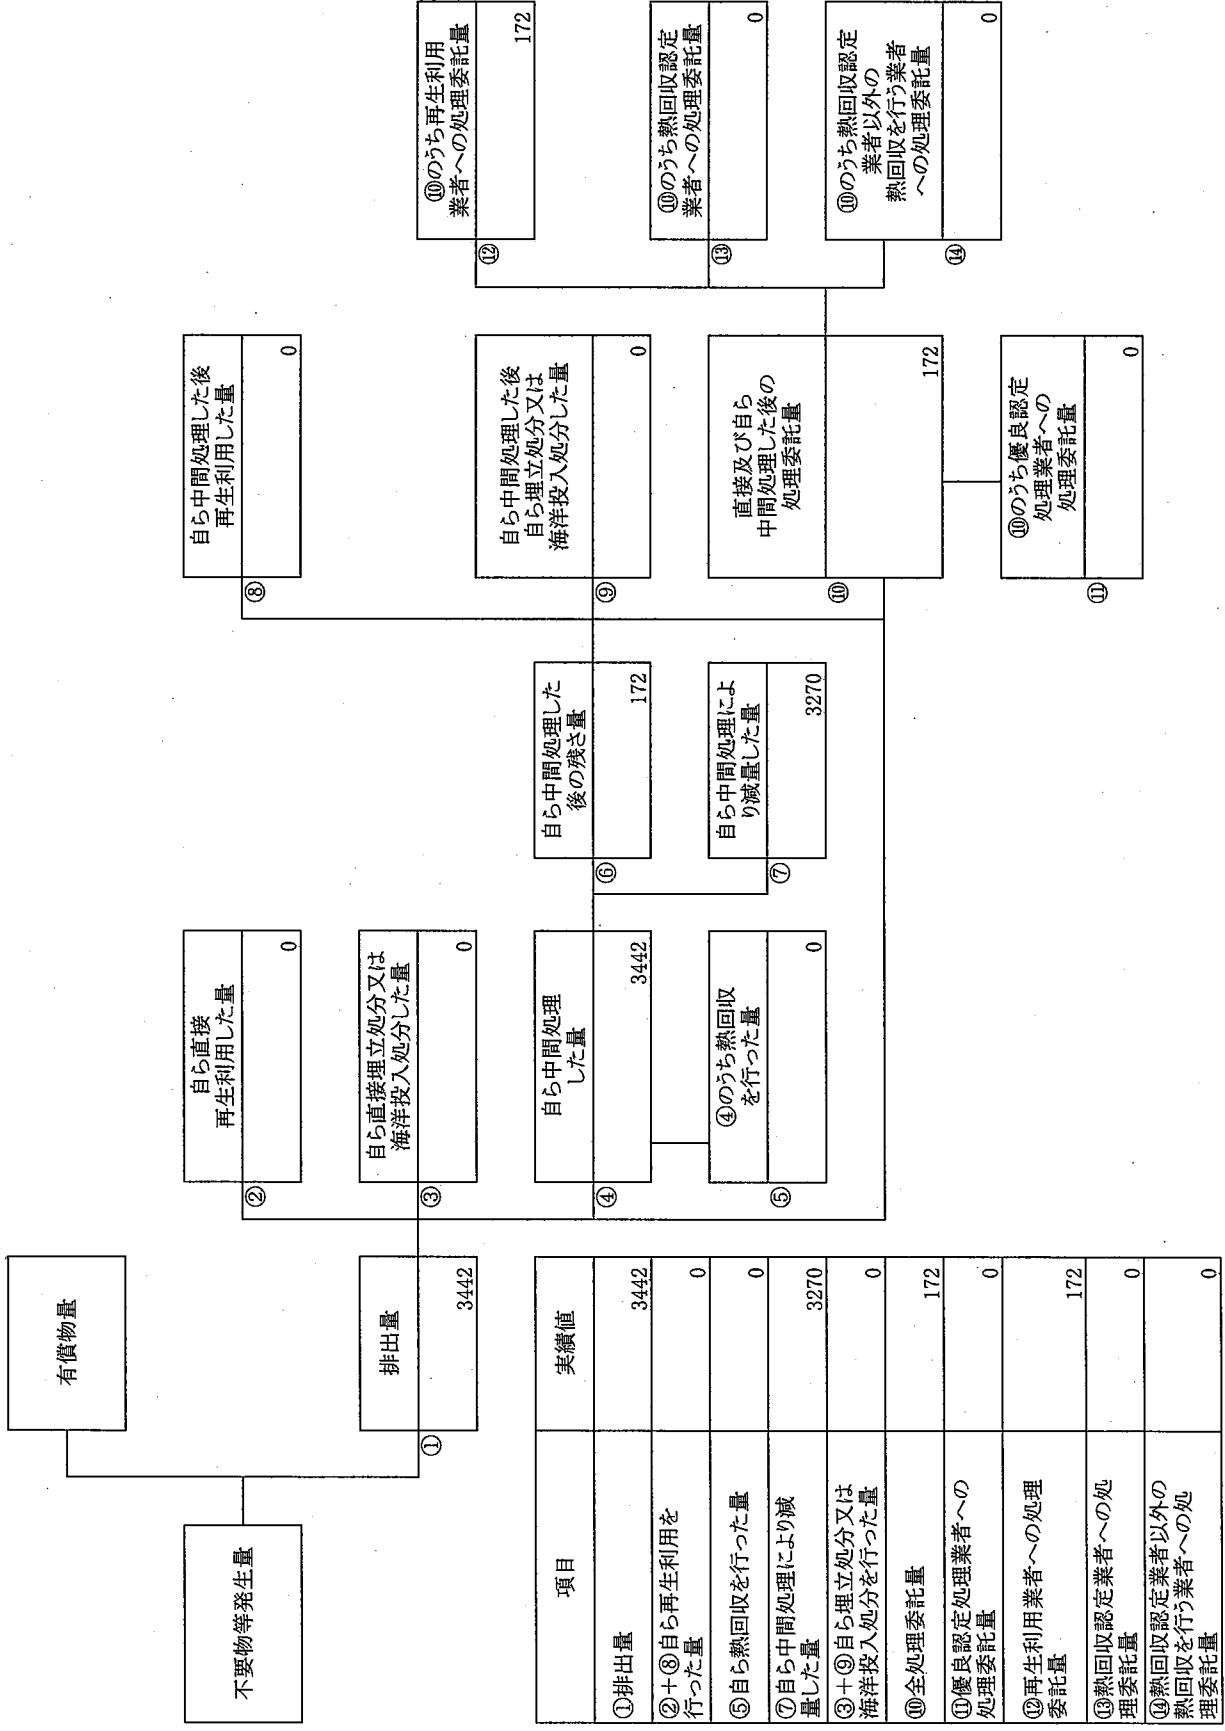 不要物等発生量
有償物量
①
排出量
3442
②
自ら直接
再生利用した量
0
③
自ら直接埋立処分又は
海洋投入処分した量
0
④
自ら中間処理
した量
3442
⑤
④のうち熱回収
を行った量
0
⑥
自ら中間処理した
後の残さ量
172
⑦
自ら中間処理によ
り減量した量
3270
⑧
自ら中間処理した後
再生利用した量
0
⑨
自ら中間処理した後
自ら埋立処分又は
海洋投入処分した量
0
⑩
直接及び自ら
中間処理した後の
処理委託量
172
⑪
⑩のうち優良認定
処理業者への
処理委託量
0
⑫
⑩のうち再生利用
業者への処理委託量
172
⑬
⑩のうち熱回収認定
業者への処理委託量
0
⑭
⑩のうち熱回収認定
業者以外の
熱回収を行う業者
への処理委託量
0
項目 実績値
①排出量 3442
②+⑧自ら再生利用を
行った量 0
⑤自ら熱回収を行った量 0
⑦自ら中間処理により減
量した量 3270
③+⑨自ら埋立処分又は
海洋投入処分を行った量 0
⑩全処理委託量 172
⑪優良認定処理業者への
処理委託量 0
⑫再生利用業者への処理
委託量 172
⑬熱回収認定業者への処
理委託量 0
⑭熱回収認定業者以外の
熱回収を行う業者への処
理委託量 0